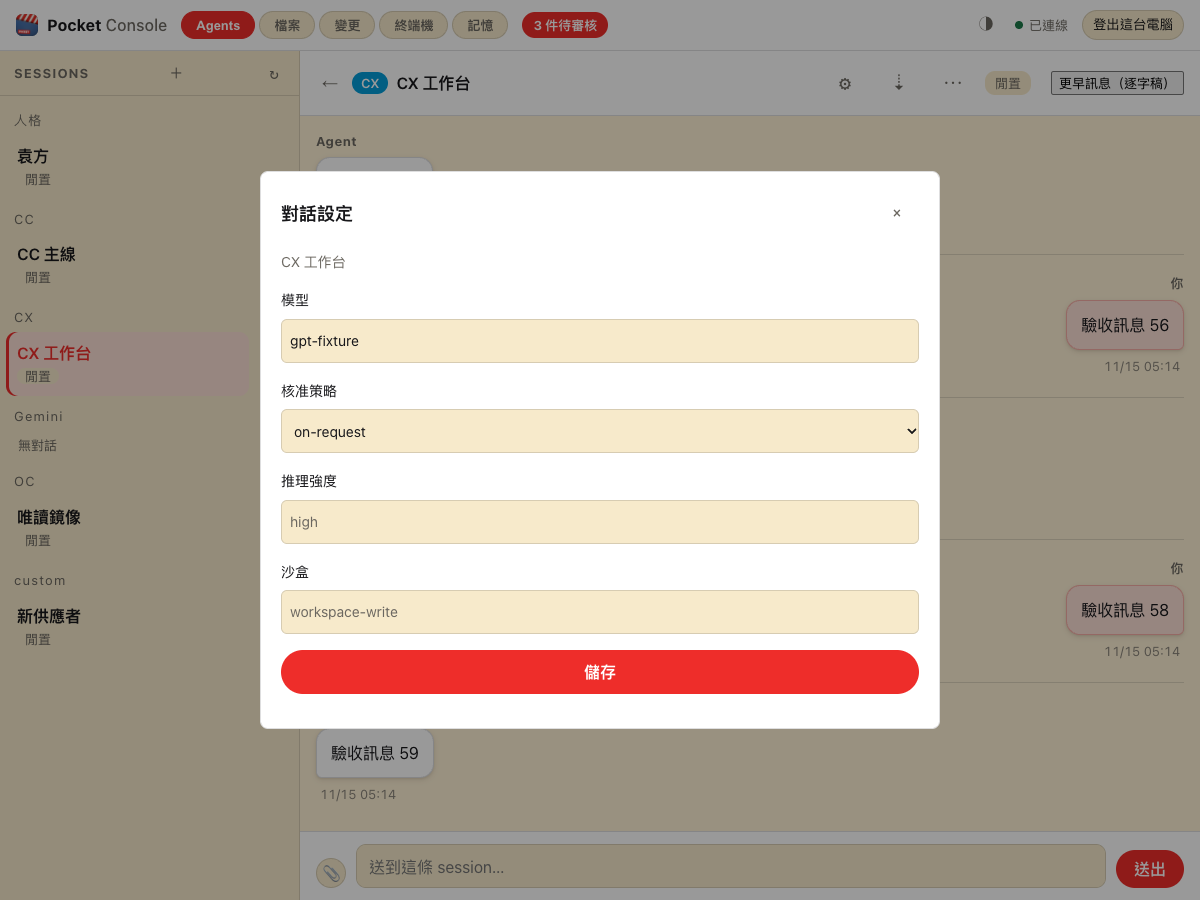 Pocket Console
Agents
檔案
變更
終端機
記憶
3 件待審核
已連線
登出這台電腦
SESSIONS
+
↻
人格
袁方
閒置
CC
CC 主線
閒置
CX
CX 工作台
閒置
Gemini
無對話
OC
唯讀鏡像
閒置
custom
新供應者
閒置
←
CX
CX 工作台
閒置
更早訊息（逐字稿）
Agent
你
驗收訊息 56
11/15 05:14
你
驗收訊息 58
11/15 05:14
驗收訊息 59
11/15 05:14
送到這條 session…
送出
對話設定
×
CX 工作台
模型
gpt-fixture
核准策略
on-request
推理強度
high
沙盒
workspace-write
儲存